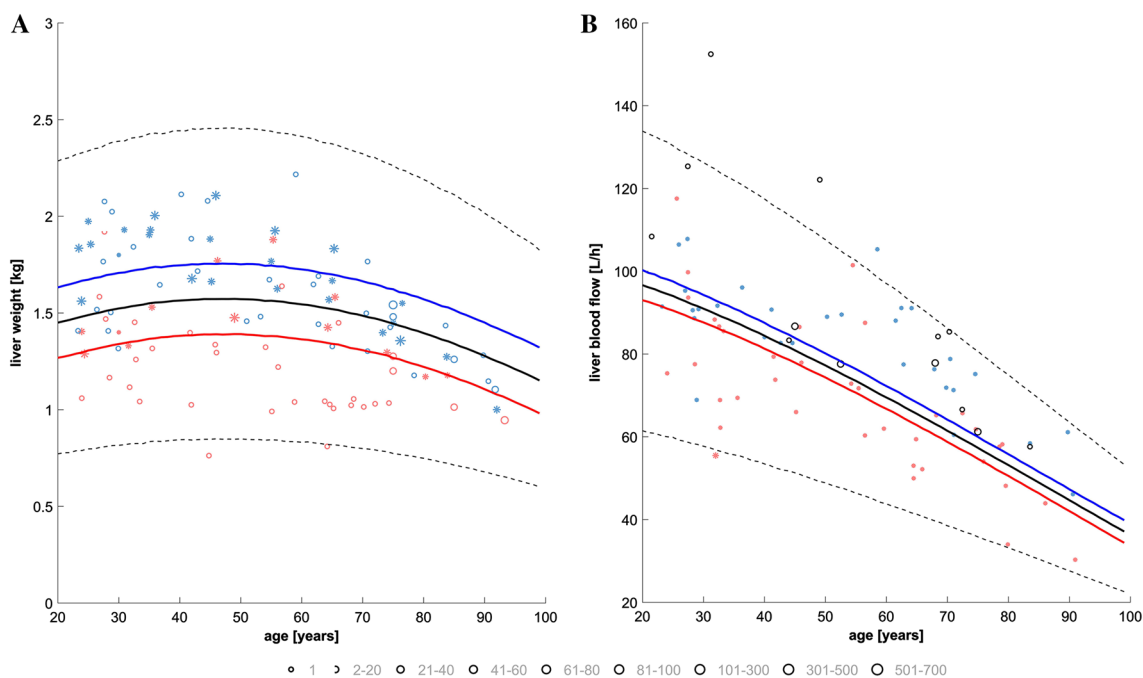 A
B
3
2.5
2
1.5
1
0.5
0
liver weight [kg]
20 30 40 50 60 70 80 90 100
age [years]
160
140
120
100
80
60
40
20
liver blood flow [L/h]
20 30 40 50 60 70 80 90 100
age [years]
1 2-20 21-40 41-60 61-80 81-100 101-300 301-500 501-700